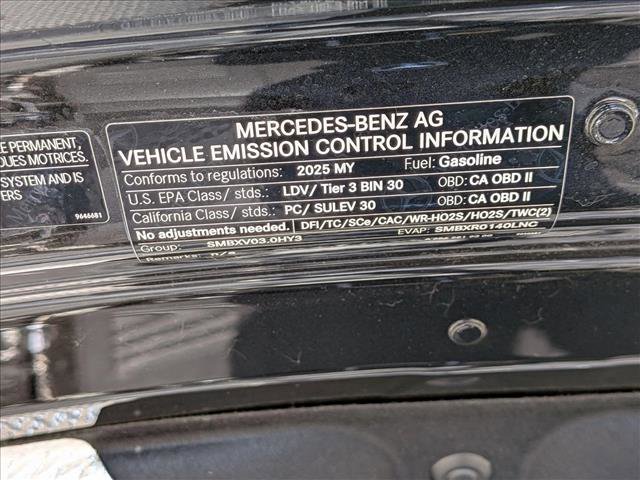 E PERMANENT,
QUES MOTRICES.
SYSTEM AND IS
ERS
9646681
MERCEDES-BENZ AG
VEHICLE EMISSION CONTROL INFORMATION
Conforms to regulations: 2025 MY Fuel: Gasoline
U.S. EPA Class/ stds.: LDV/ Tier 3 BIN 30 OBD: CA OBD II
California Class/ stds.: PC/ SULEV 30 OBD: CA OBD II
No adjustments needed. DFI/TC/SCe/CAC/WR-HO2S/HO2S/TWC(2)
Group: SMBXV03.0HY3 EVAP: SMBXR0140LNC
Remarks: n/a